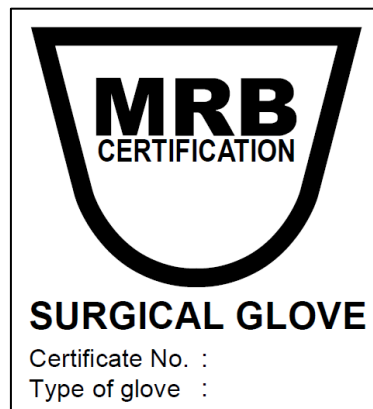 MRB
CERTIFICATION
SURGICAL GLOVE
Certificate No. :
Type of glove :